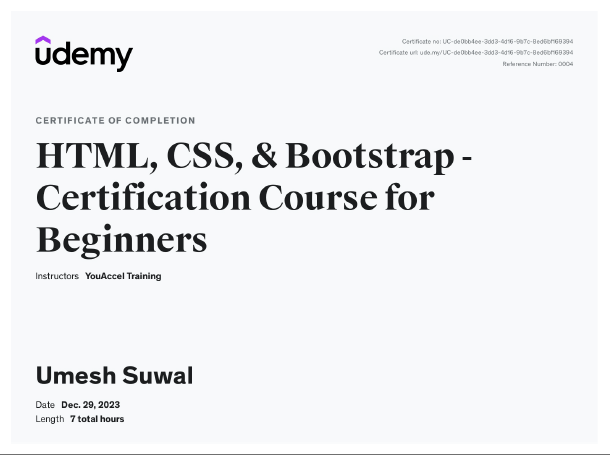 udemy
Certificate no: UC-de0bb4ee-3dd3-4d16-9b7c-8ed6bf169394
Certificate url: ude.my/UC-de0bb4ee-3dd3-4d16-9b7c-8ed6bf169394
Reference Number: 0004
CERTIFICATE OF COMPLETION
HTML, CSS, & Bootstrap -
Certification Course for
Beginners
Instructors YouAccel Training
Umesh Suwal
Date Dec. 29, 2023
Length 7 total hours